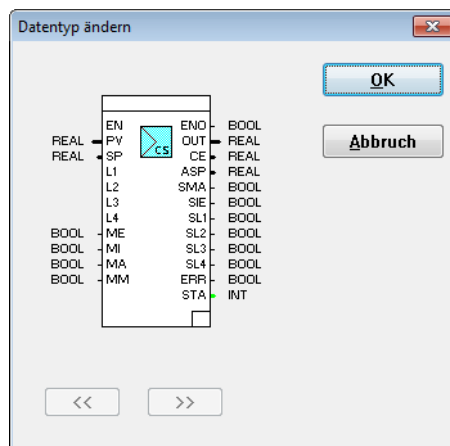 Datentyp ändern
OK
Abbruch
EN ENO BOOL
REAL PV OUT REAL
REAL SP CE REAL
L1 ASP REAL
L2 SMA BOOL
L3 SIE BOOL
L4 SL1 BOOL
BOOL ME SL2 BOOL
BOOL MI SL3 BOOL
BOOL MA SL4 BOOL
BOOL MM ERR BOOL
STA INT
CS
<< >>